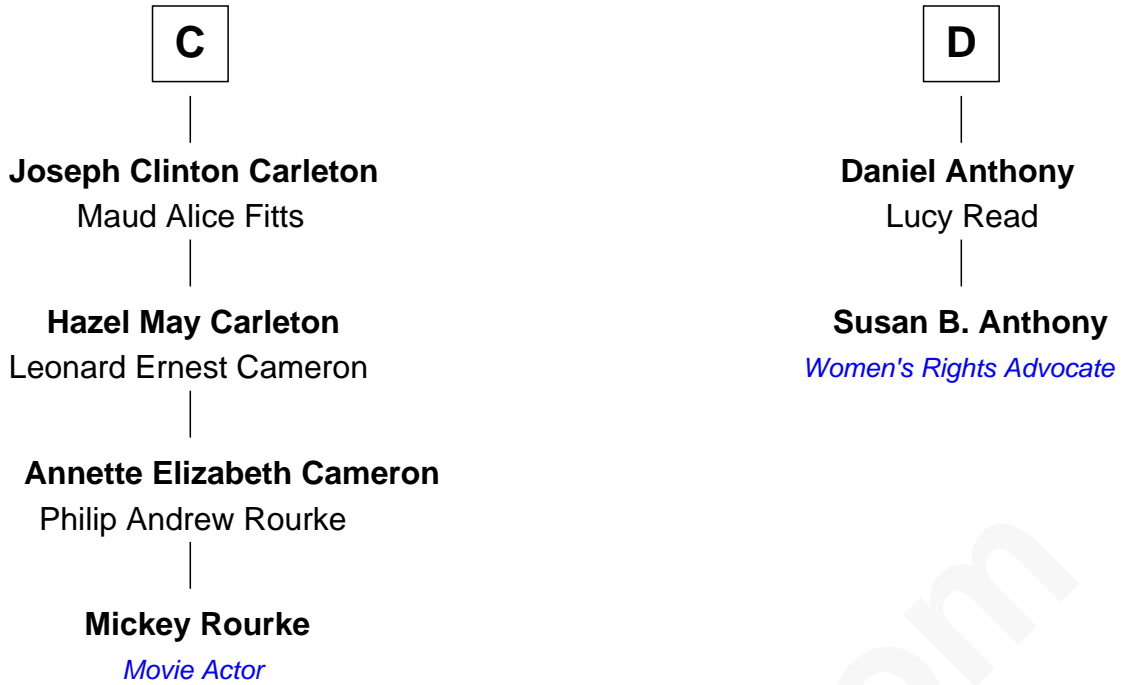 C
Joseph Clinton Carleton
Maud Alice Fitts
Hazel May Carleton
Leonard Ernest Cameron
Annette Elizabeth Cameron
Philip Andrew Rourke
Mickey Rourke
Movie Actor
D
Daniel Anthony
Lucy Read
Susan B. Anthony
Women's Rights Advocate
om